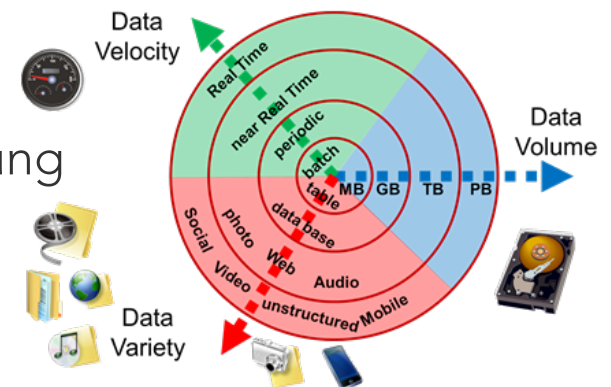 Data
Velocity
Real Time
near Real Time
periodic
batch
Data
Volume
MB GB TB PB
table
data base
photo Web Audio
Social Video unstructured Mobile
Data
Variety